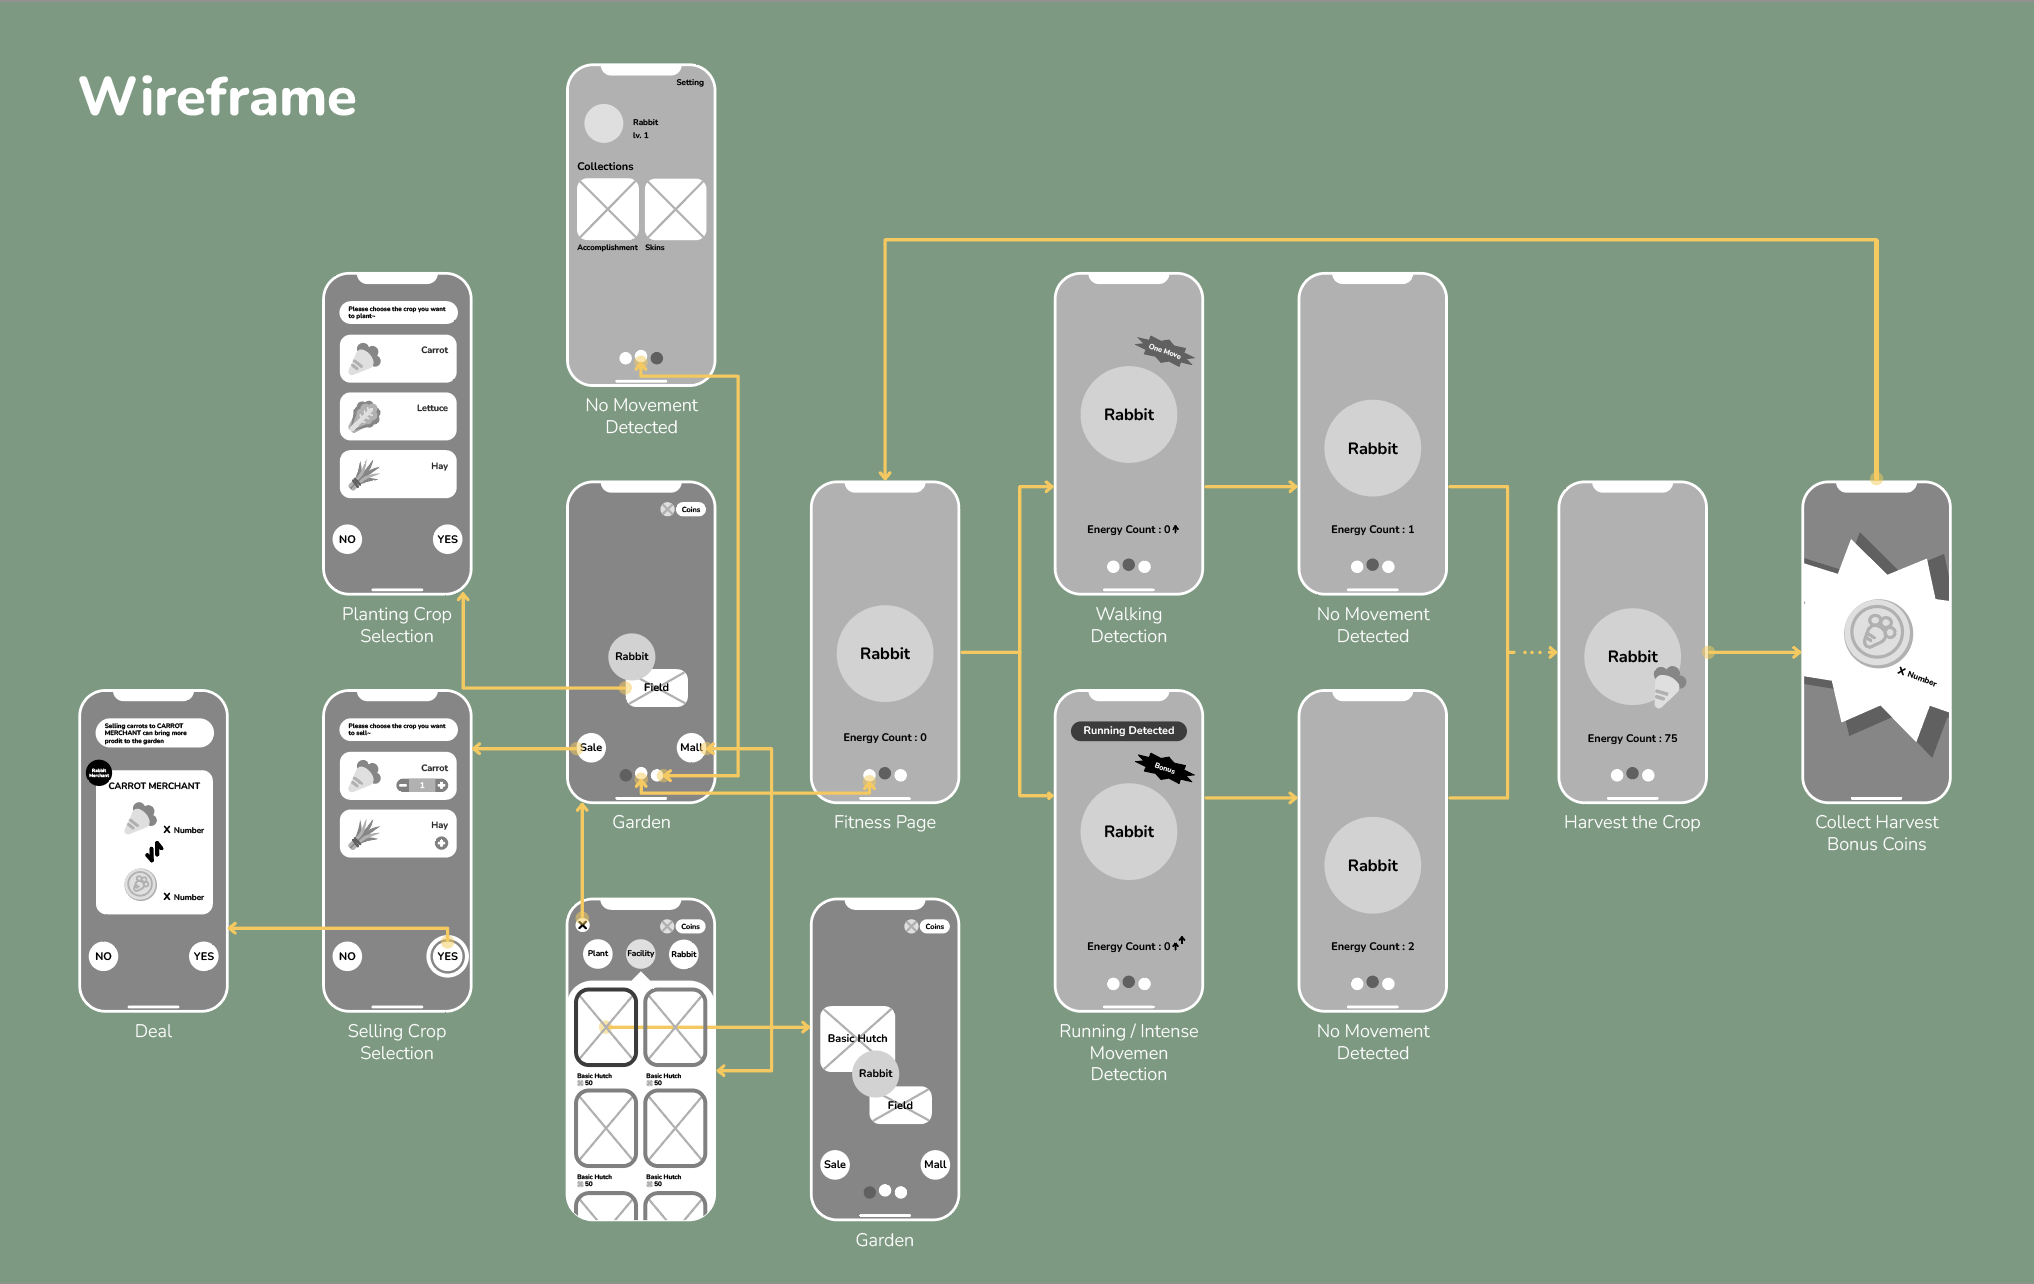 Wireframe
Setting
Rabbit
lv. 1
Collections
Accomplishment
Skins
No Movement
Detected
Please choose the crop you want
to plant~
Carrot
Lettuce
Hay
NO
YES
Planting Crop
Selection
Coins
Rabbit
Field
Sale
Mall
Garden
Rabbit
Energy Count : 0
Fitness Page
One Move
Rabbit
Energy Count : 0
Walking
Detection
Rabbit
Energy Count : 1
No Movement
Detected
Rabbit
Energy Count : 75
Harvest the Crop
X Number
Collect Harvest
Bonus Coins
Selling carrots to CARROT
MERCHANT can bring more
prodit to the garden
Rabbit
Merchant
CARROT MERCHANT
X Number
X Number
NO
YES
Deal
Please choose the crop you want
to sell~
Carrot
1
Hay
NO
YES
Selling Crop
Selection
X
Coins
Plant
Facility
Rabbit
Basic Hutch
50
Basic Hutch
50
Basic Hutch
50
Basic Hutch
50
Coins
Basic Hutch
Rabbit
Field
Sale
Mall
Garden
Running Detected
Bonus
Rabbit
Energy Count : 0
Running / Intense
Movemen
Detection
Rabbit
Energy Count : 2
No Movement
Detected